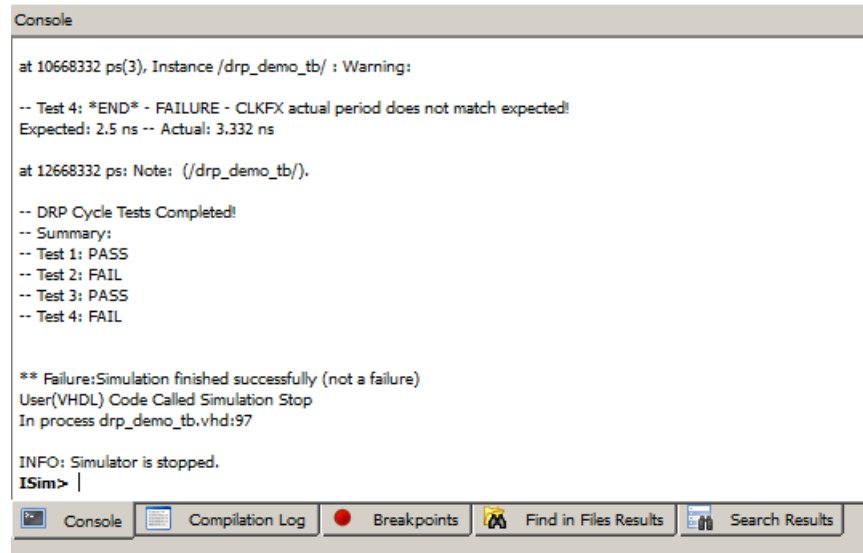 Console
at 10668332 ps(3), Instance /drp_demo_tb/ : Warning:
-- Test 4: *END* - FAILURE - CLKFX actual period does not match expected!
Expected: 2.5 ns -- Actual: 3.332 ns
at 12668332 ps: Note:  (/drp_demo_tb/).
-- DRP Cycle Tests Completed!
-- Summary:
-- Test 1: PASS
-- Test 2: FAIL
-- Test 3: PASS
-- Test 4: FAIL
** Failure:Simulation finished successfully (not a failure)
User(VHDL) Code Called Simulation Stop
In process drp_demo_tb.vhd:97
INFO: Simulator is stopped.
ISim>
Console Compilation Log Breakpoints Find in Files Results Search Results